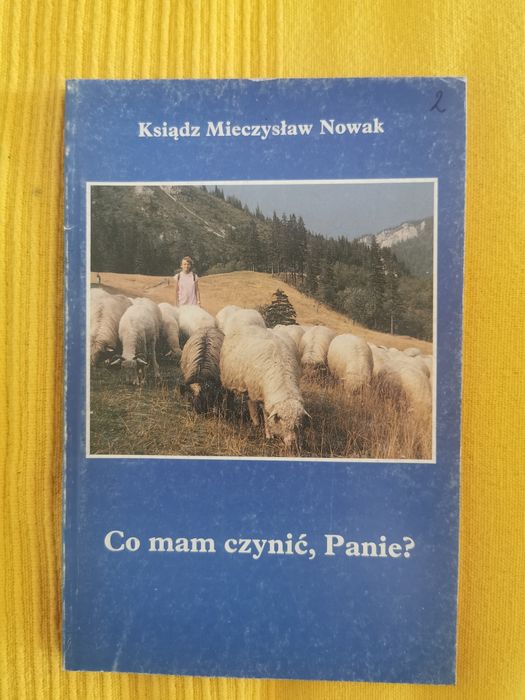 2
Ksiądz Mieczysław Nowak
Co mam czynić, Panie?